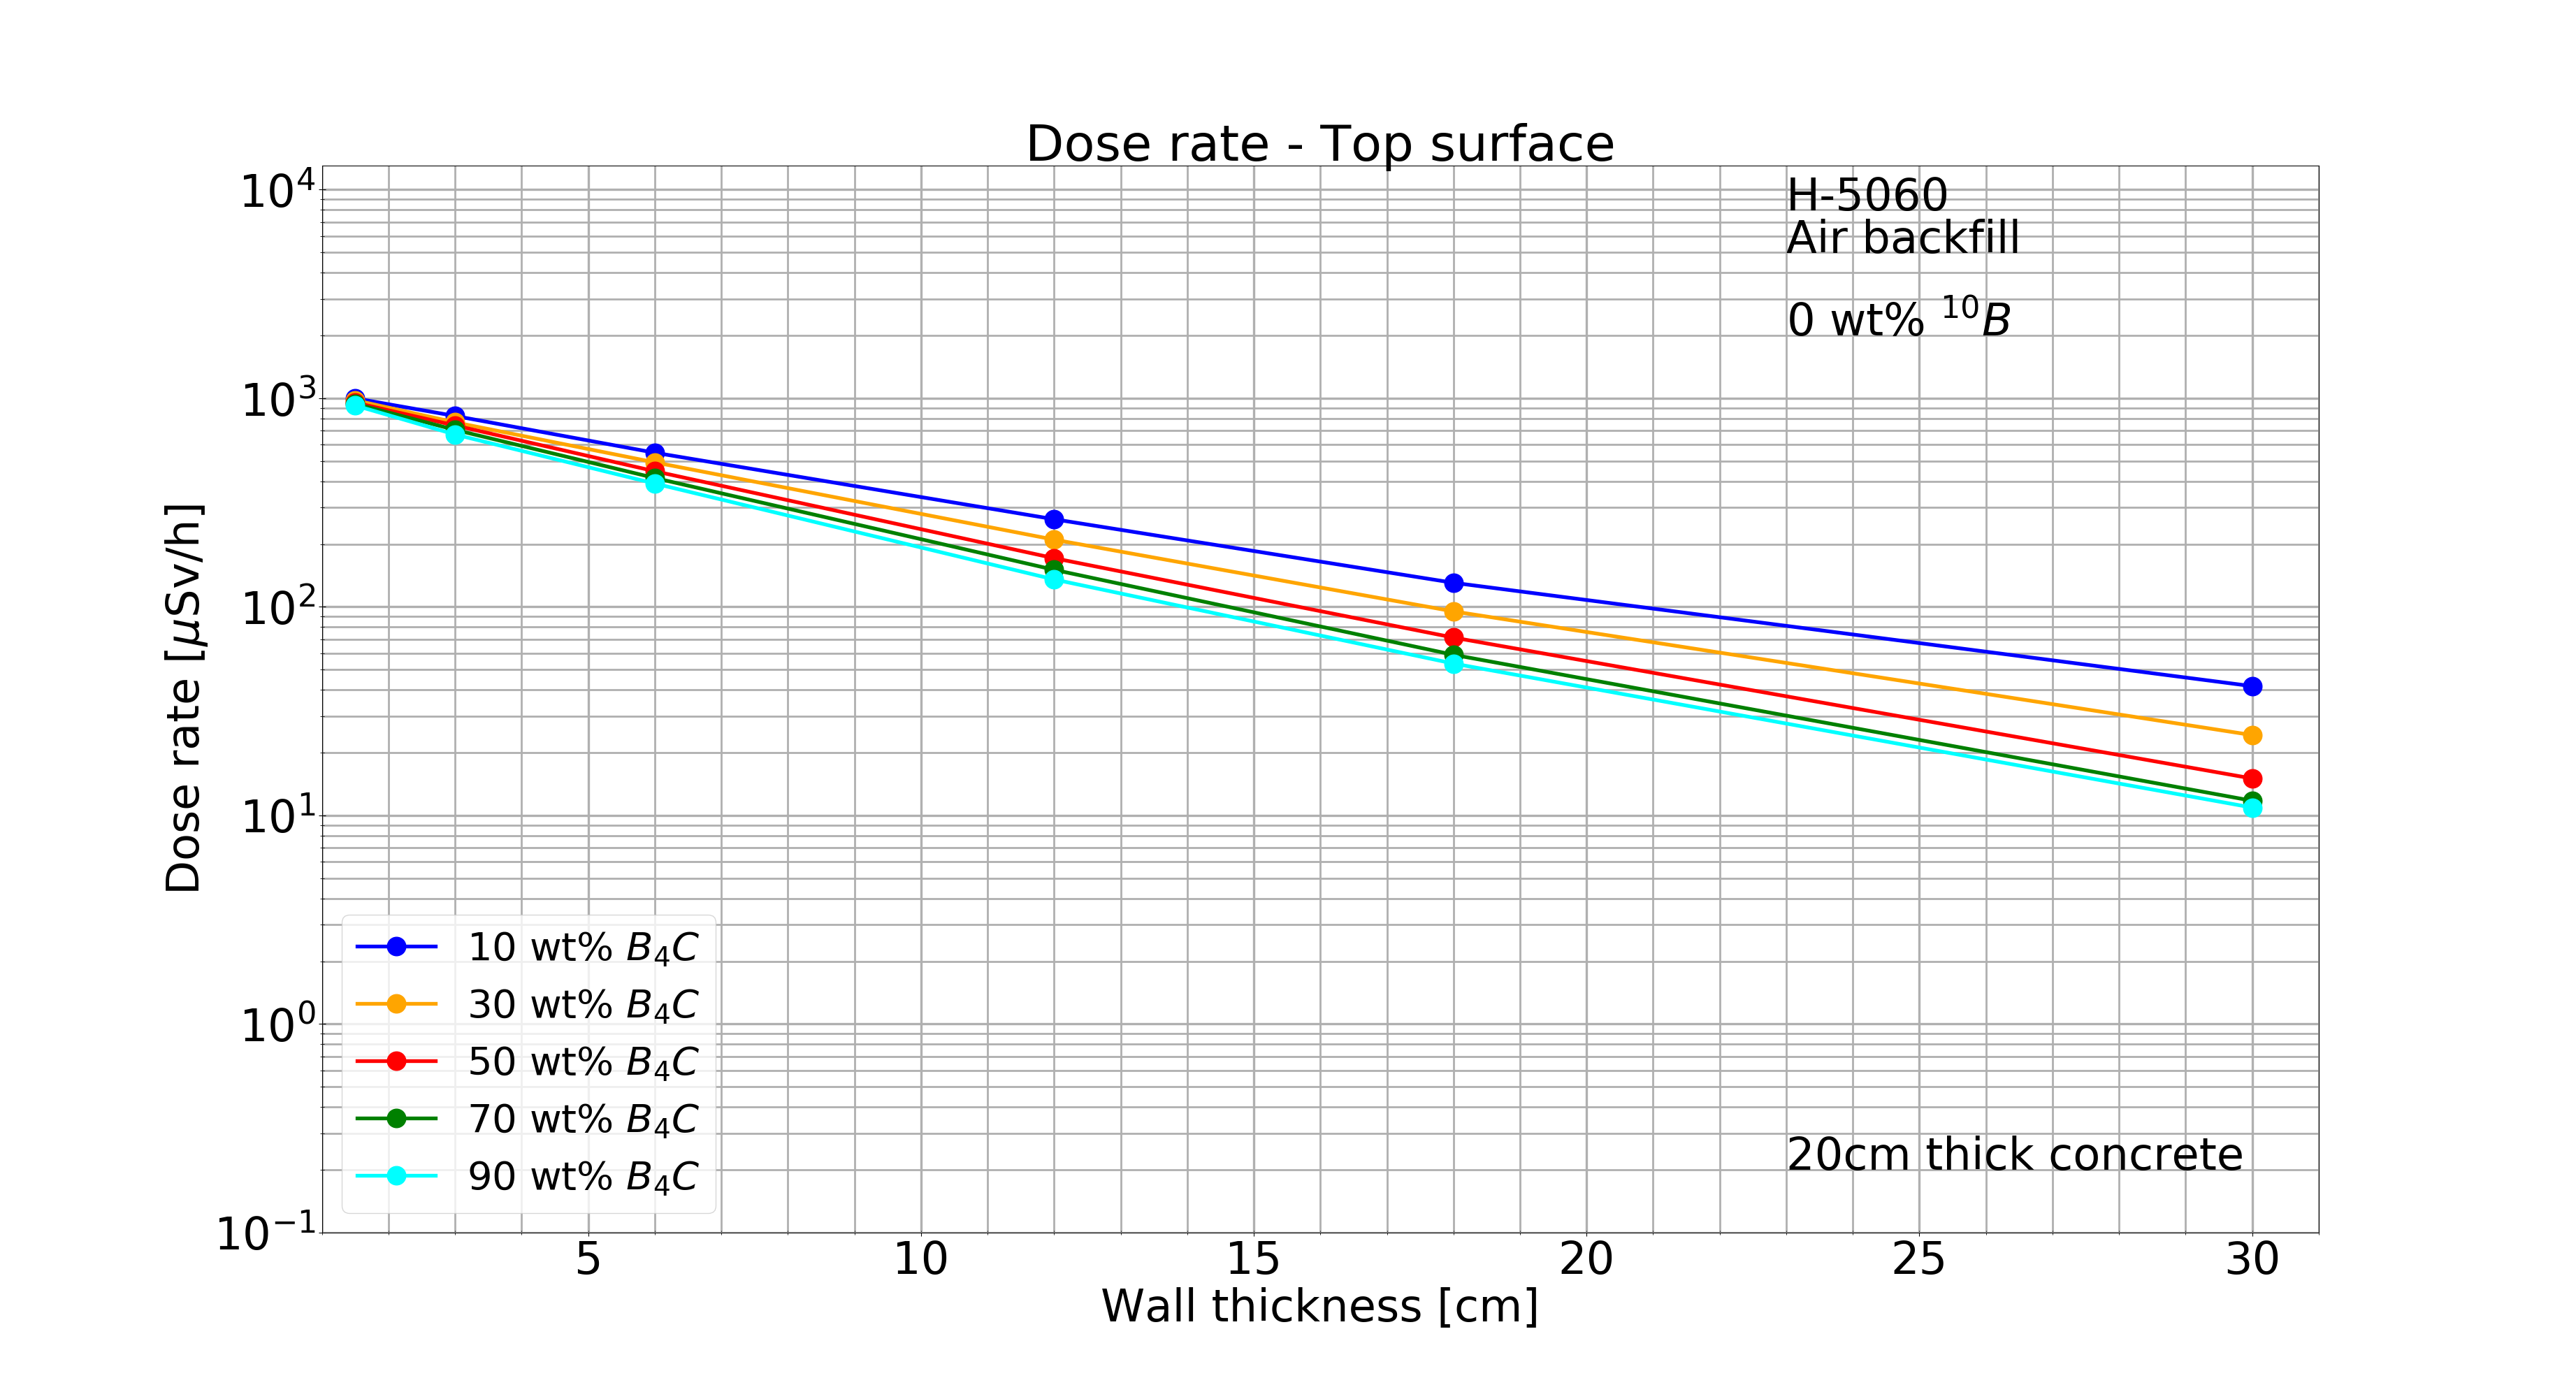 Dose rate - Top surface
H-5060
Air backfill
0 wt% ¹⁰B
10⁴
10³
10²
10¹
10⁰
10⁻¹
Dose rate [μSv/h]
10 wt% B₄C
30 wt% B₄C
50 wt% B₄C
70 wt% B₄C
90 wt% B₄C
20cm thick concrete
5 10 15 20 25 30
Wall thickness [cm]